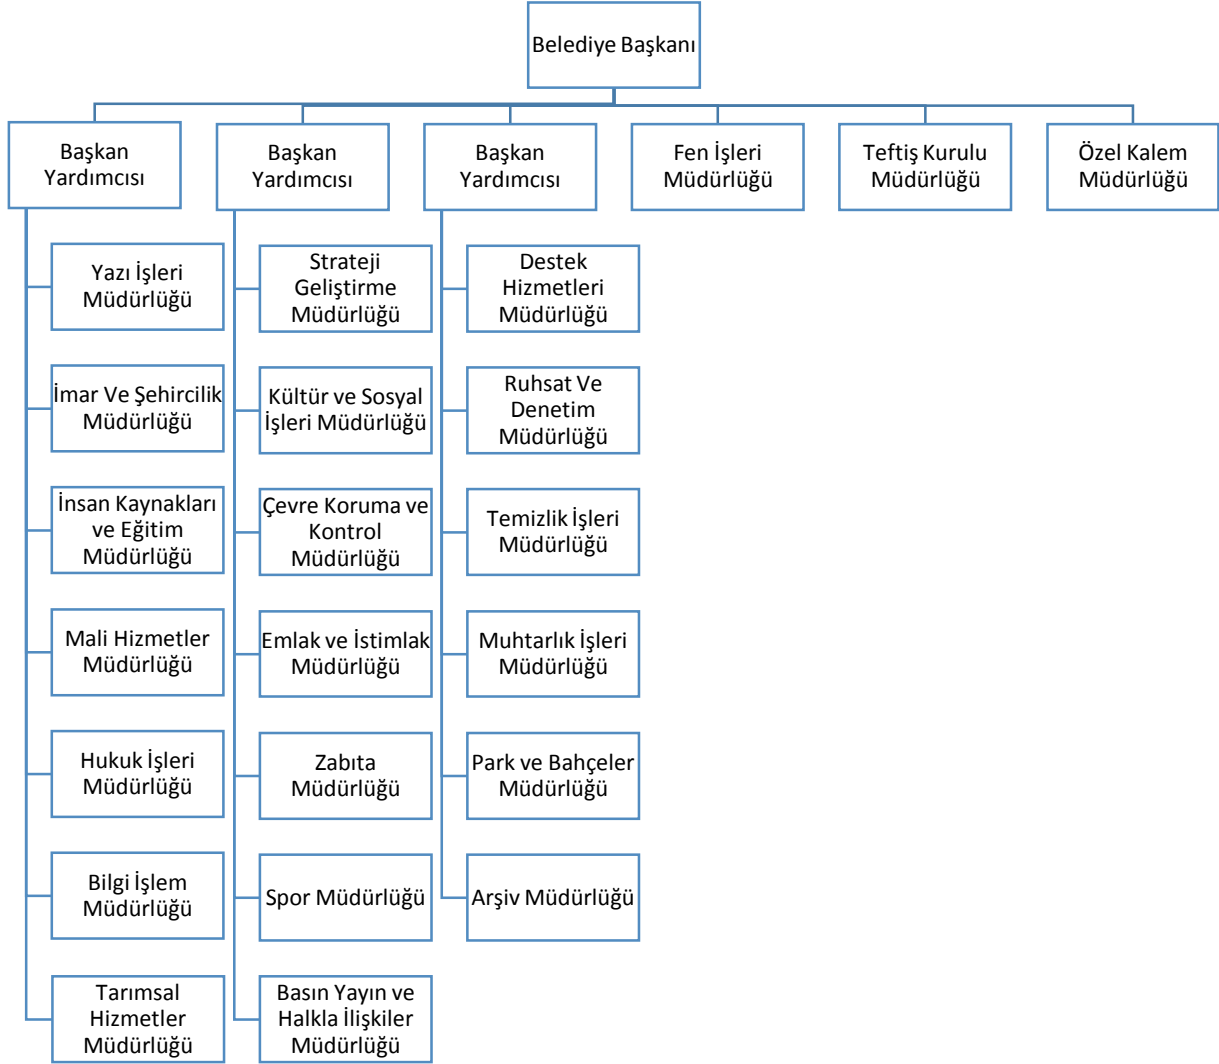 Belediye Başkanı
Başkan
Yardımcısı
Başkan
Yardımcısı
Başkan
Yardımcısı
Fen İşleri
Müdürlüğü
Teftiş Kurulu
Müdürlüğü
Özel Kalem
Müdürlüğü
Yazı İşleri
Müdürlüğü
İmar Ve Şehircilik
Müdürlüğü
İnsan Kaynakları
ve Eğitim
Müdürlüğü
Mali Hizmetler
Müdürlüğü
Hukuk İşleri
Müdürlüğü
Bilgi İşlem
Müdürlüğü
Tarımsal
Hizmetler
Müdürlüğü
Strateji
Geliştirme
Müdürlüğü
Kültür ve Sosyal
İşleri Müdürlüğü
Çevre Koruma ve
Kontrol
Müdürlüğü
Emlak ve İstimlak
Müdürlüğü
Zabıta
Müdürlüğü
Spor Müdürlüğü
Basın Yayın ve
Halkla İlişkiler
Müdürlüğü
Destek
Hizmetleri
Müdürlüğü
Ruhsat Ve
Denetim
Müdürlüğü
Temizlik İşleri
Müdürlüğü
Muhtarlık İşleri
Müdürlüğü
Park ve Bahçeler
Müdürlüğü
Arşiv Müdürlüğü